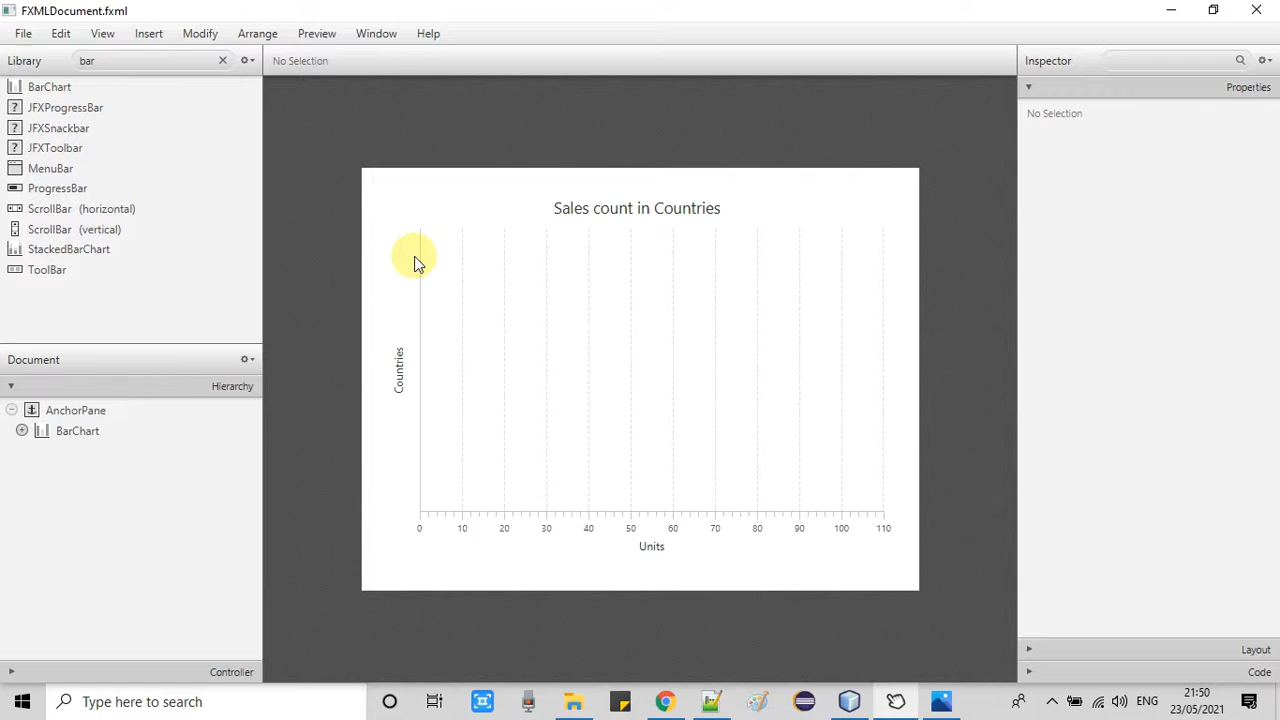 FXMLDocument.fxml
File Edit View Insert Modify Arrange Preview Window Help
Library bar
No Selection
Inspector
BarChart
JFXProgressBar
JFXSnackbar
JFXToolbar
MenuBar
ProgressBar
ScrollBar (horizontal)
ScrollBar (vertical)
StackedBarChart
ToolBar
Properties
No Selection
Sales count in Countries
Countries
0 10 20 30 40 50 60 70 80 90 100 110
Units
Document
Hierarchy
AnchorPane
BarChart
Controller
Layout
Code
Type here to search
ENG
21:50
23/05/2021